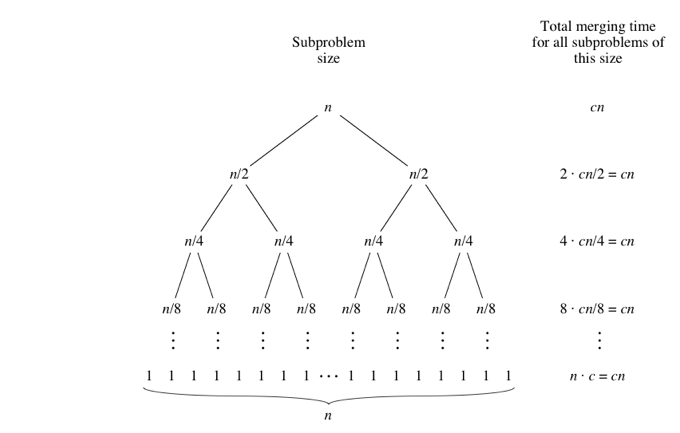 Subproblem
size
Total merging time
for all subproblems of
this size
n cn
n/2 n/2 2 · cn/2 = cn
n/4 n/4 n/4 n/4 4 · cn/4 = cn
n/8 n/8 n/8 n/8 n/8 n/8 n/8 n/8 8 · cn/8 = cn
⋮ ⋮ ⋮ ⋮ ⋮ ⋮ ⋮ ⋮ ⋮
1 1 1 1 1 1 1 1 ··· 1 1 1 1 1 1 1 1 n · c = cn
n